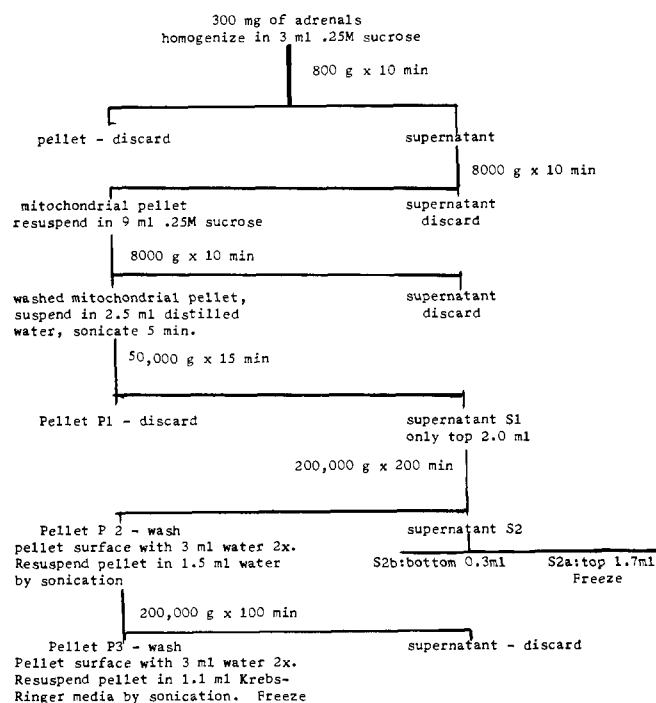 300 mg of adrenals
homogenize in 3 ml .25M sucrose
800 g x 10 min
pellet - discard
supernatant
8000 g x 10 min
mitochondrial pellet
resuspend in 9 ml .25M sucrose
supernatant
discard
8000 g x 10 min
washed mitochondrial pellet,
suspend in 2.5 ml distilled
water, sonicate 5 min.
supernatant
discard
50,000 g x 15 min
Pellet P1 - discard
supernatant S1
only top 2.0 ml
200,000 g x 200 min
Pellet P 2 - wash
pellet surface with 3 ml water 2x.
Resuspend pellet in 1.5 ml water
by sonication
supernatant S2
S2b:bottom 0.3ml
S2a:top 1.7ml
Freeze
200,000 g x 100 min
Pellet P3 - wash
Pellet surface with 3 ml water 2x.
Resuspend pellet in 1.1 ml Krebs-
Ringer media by sonication. Freeze
supernatant - discard